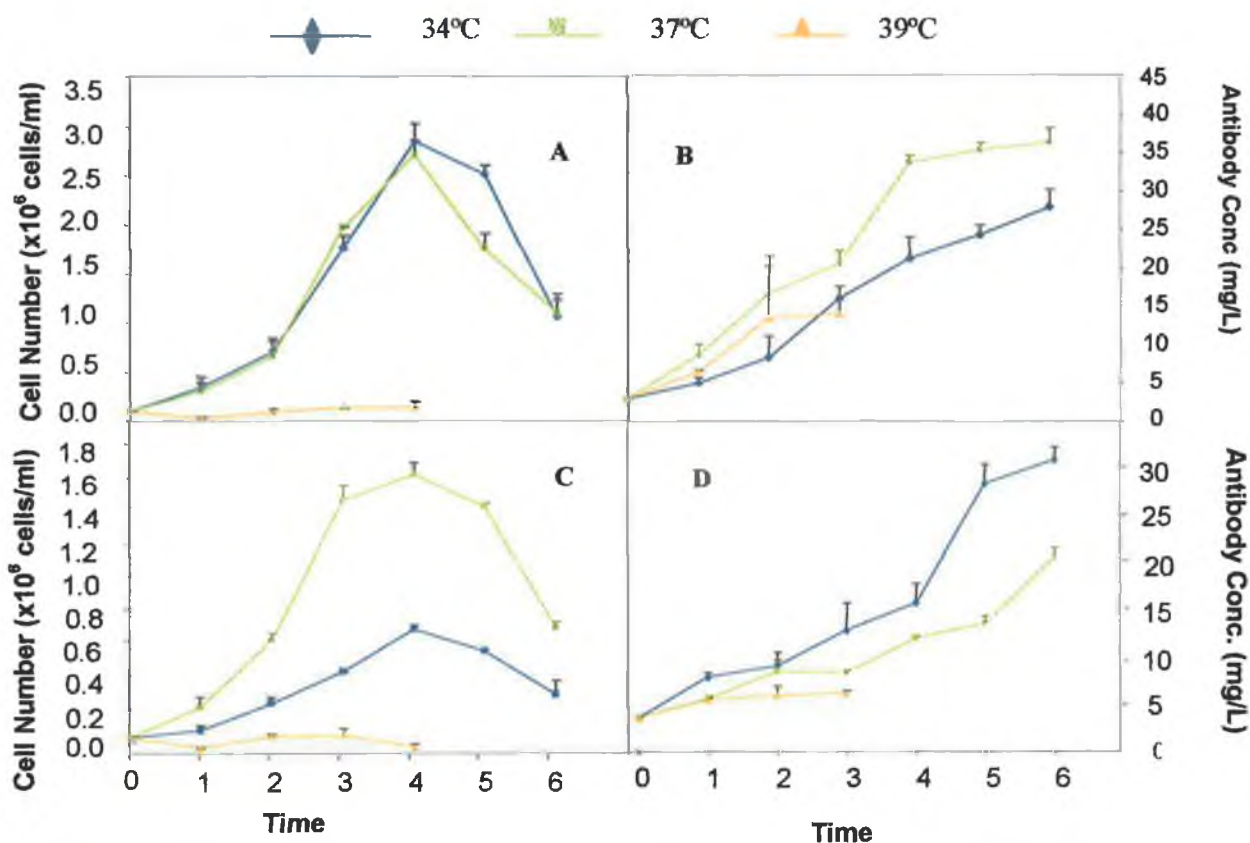 34ºC 37ºC 39ºC
Cell Number (x10⁶ cells/ml)
3.5
3.0
2.5
2.0
1.5
1.0
0.5
0.0
A
B
45
40
35
30
25
20
15
10
5
0
Antibody Conc (mg/L)
Cell Number (x10⁶ cells/ml)
1.8
1.6
1.4
1.2
1.0
0.8
0.6
0.4
0.2
0.0
C
D
30
25
20
15
10
5
Antibody Conc. (mg/L)
0 1 2 3 4 5 6
Time
0 1 2 3 4 5 6
Time